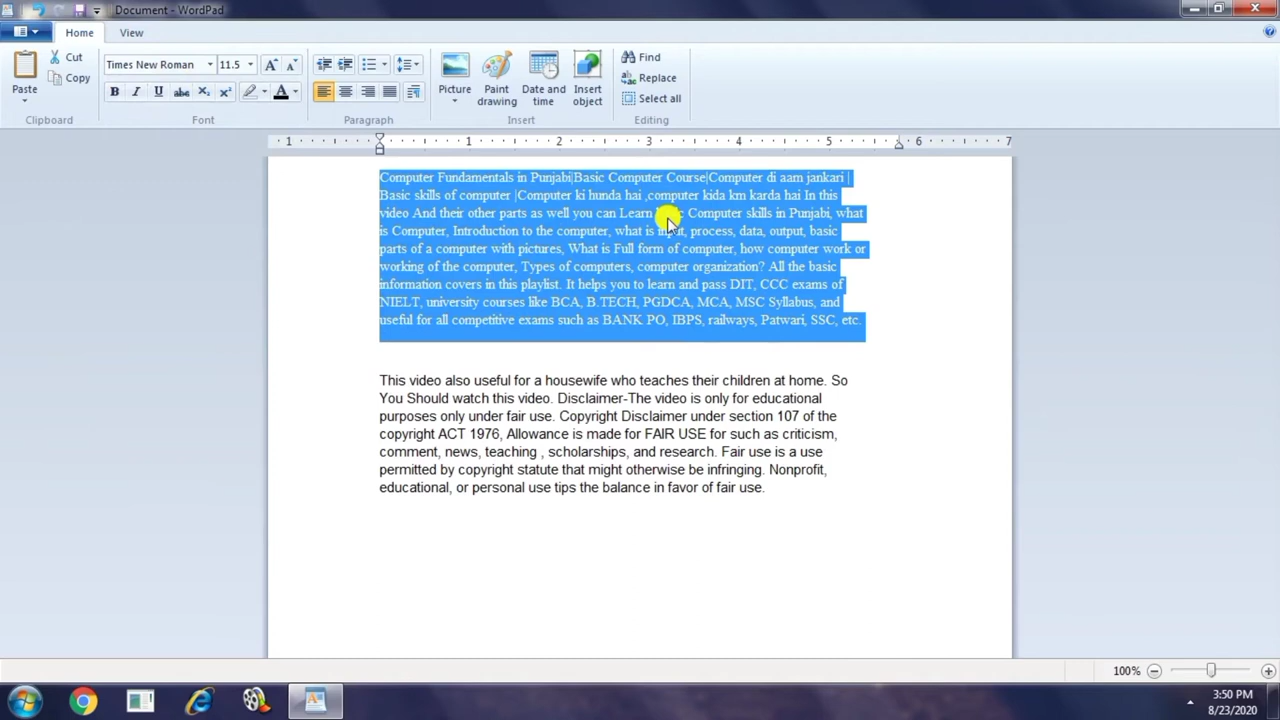 Document - WordPad
Home View
Paste Cut Copy Clipboard
Times New Roman 11.5
B I U abc X₂ X² A
Font
Paragraph
Picture Paint drawing Date and time Insert object
Insert
Find
Replace
Select all
Editing
1 1 2 3 4 5 6 7
Computer Fundamentals in Punjabi|Basic Computer Course|Computer di aam jankari |
Basic skills of computer |Computer ki hunda hai ,computer kida km karda hai In this
video And their other parts as well you can Learn Computer skills in Punjabi, what
is Computer, Introduction to the computer, what is input, process, data, output, basic
parts of a computer with pictures, What is Full form of computer, how computer work or
working of the computer, Types of computers, computer organization? All the basic
information covers in this playlist. It helps you to learn and pass DIT, CCC exams of
NIELT, university courses like BCA, B.TECH, PGDCA, MCA, MSC Syllabus, and
useful for all competitive exams such as BANK PO, IBPS, railways, Patwari, SSC, etc.
This video also useful for a housewife who teaches their children at home. So
You Should watch this video. Disclaimer-The video is only for educational
purposes only under fair use. Copyright Disclaimer under section 107 of the
copyright ACT 1976, Allowance is made for FAIR USE for such as criticism,
comment, news, teaching , scholarships, and research. Fair use is a use
permitted by copyright statute that might otherwise be infringing. Nonprofit,
educational, or personal use tips the balance in favor of fair use.
100%
3:50 PM
8/23/2020